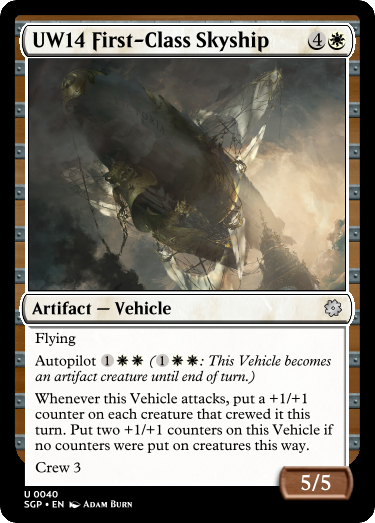 UW14 First-Class Skyship 4
Artifact — Vehicle
Flying
Autopilot 1 (1: This Vehicle becomes
an artifact creature until end of turn.)
Whenever this Vehicle attacks, put a +1/+1
counter on each creature that crewed it
this turn. Put two +1/+1 counters on this Vehicle if
no counters were put on creatures this way.
Crew 3
5/5
U 0040
SGP • EN Adam Burn